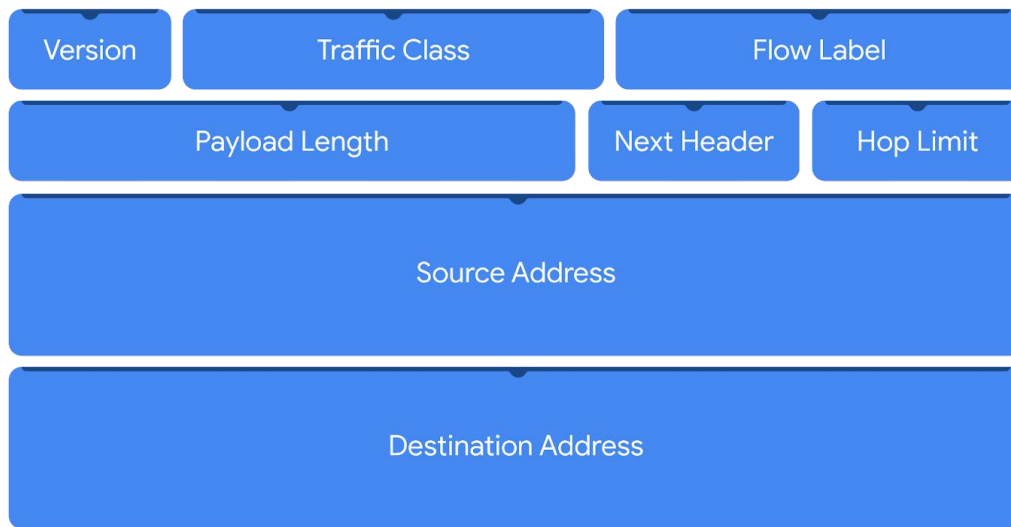 Version Traffic Class Flow Label
Payload Length Next Header Hop Limit
Source Address
Destination Address